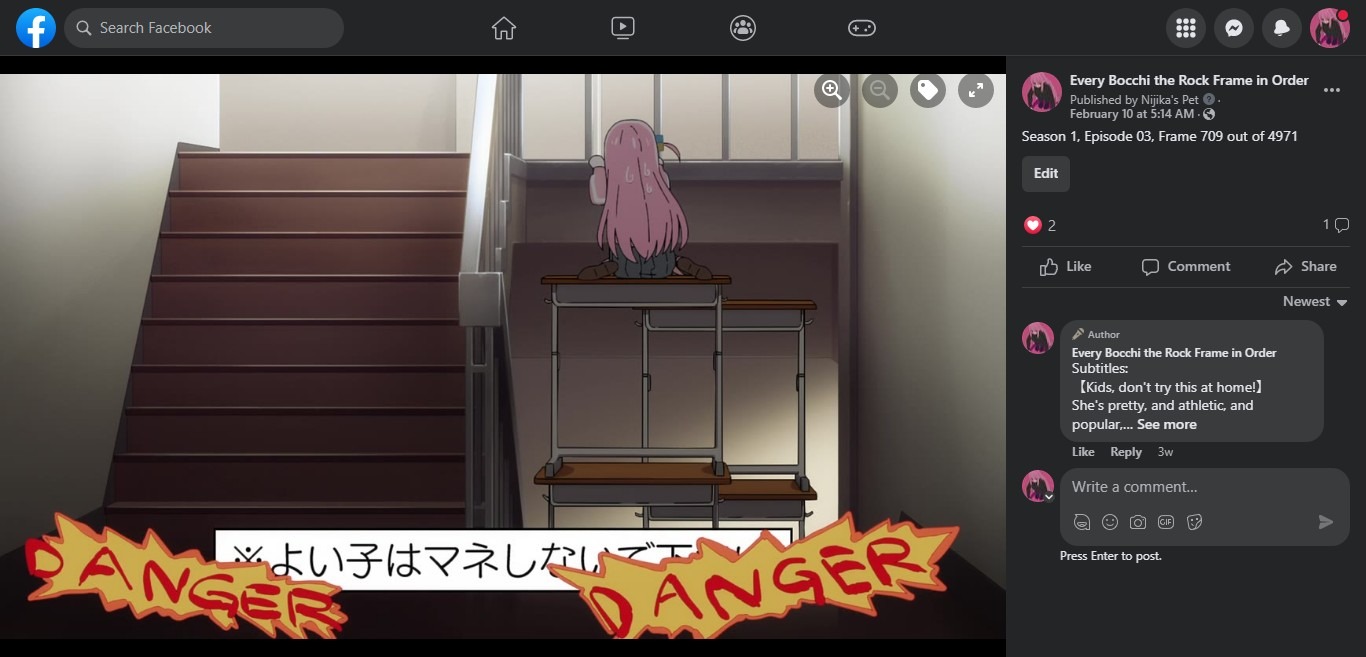 Search Facebook
Every Bocchi the Rock Frame in Order
Published by Nijika's Pet ·
February 10 at 5:14 AM ·
Season 1, Episode 03, Frame 709 out of 4971
Edit
2
1
Like
Comment
Share
Newest
Author
Every Bocchi the Rock Frame in Order
Subtitles:
【Kids, don't try this at home!】
She's pretty, and athletic, and
popular,... See more
Like Reply 3w
Write a comment...
GIF
Press Enter to post.
※よい子はマネしないで
DANGER
DANGER